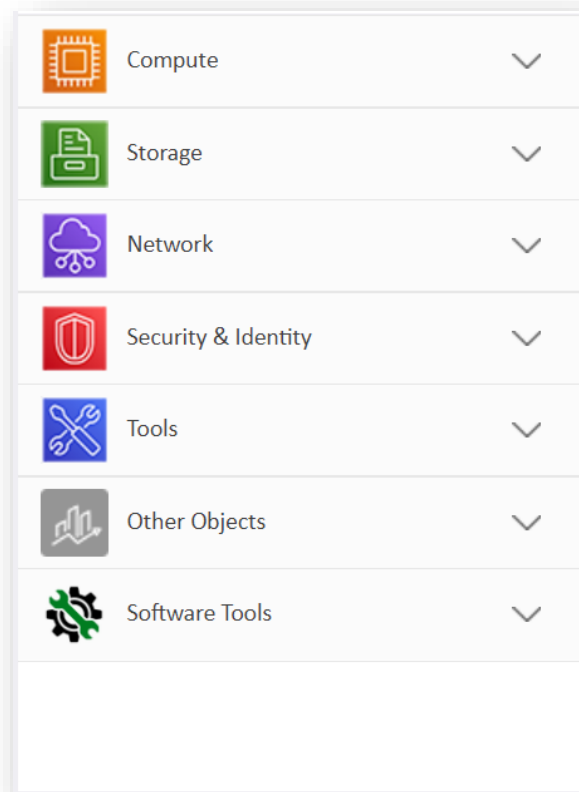 Compute
Storage
Network
Security & Identity
Tools
Other Objects
Software Tools